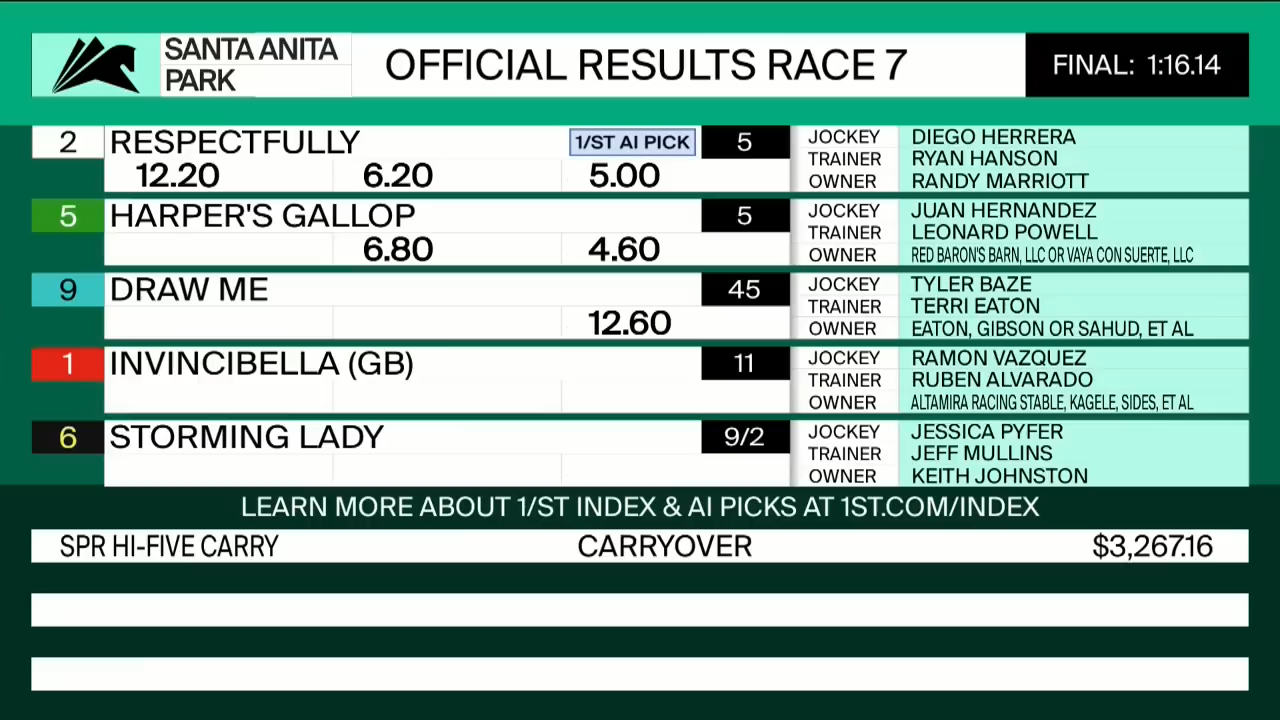 SANTA ANITA
PARK
OFFICIAL RESULTS RACE 7
FINAL: 1:16.14
2 RESPECTFULLY 1/ST AI PICK 5
12.20 6.20 5.00
JOCKEY DIEGO HERRERA
TRAINER RYAN HANSON
OWNER RANDY MARRIOTT
5 HARPER'S GALLOP 5
6.80 4.60
JOCKEY JUAN HERNANDEZ
TRAINER LEONARD POWELL
OWNER RED BARON'S BARN, LLC OR VAYA CON SUERTE, LLC
9 DRAW ME 45
12.60
JOCKEY TYLER BAZE
TRAINER TERRI EATON
OWNER EATON, GIBSON OR SAHUD, ET AL
1 INVINCIBELLA (GB) 11
JOCKEY RAMON VAZQUEZ
TRAINER RUBEN ALVARADO
OWNER ALTAMIRA RACING STABLE, KAGELE, SIDES, ET AL
6 STORMING LADY 9/2
JOCKEY JESSICA PYFER
TRAINER JEFF MULLINS
OWNER KEITH JOHNSTON
LEARN MORE ABOUT 1/ST INDEX & AI PICKS AT 1ST.COM/INDEX
SPR HI-FIVE CARRY CARRYOVER $3,267.16